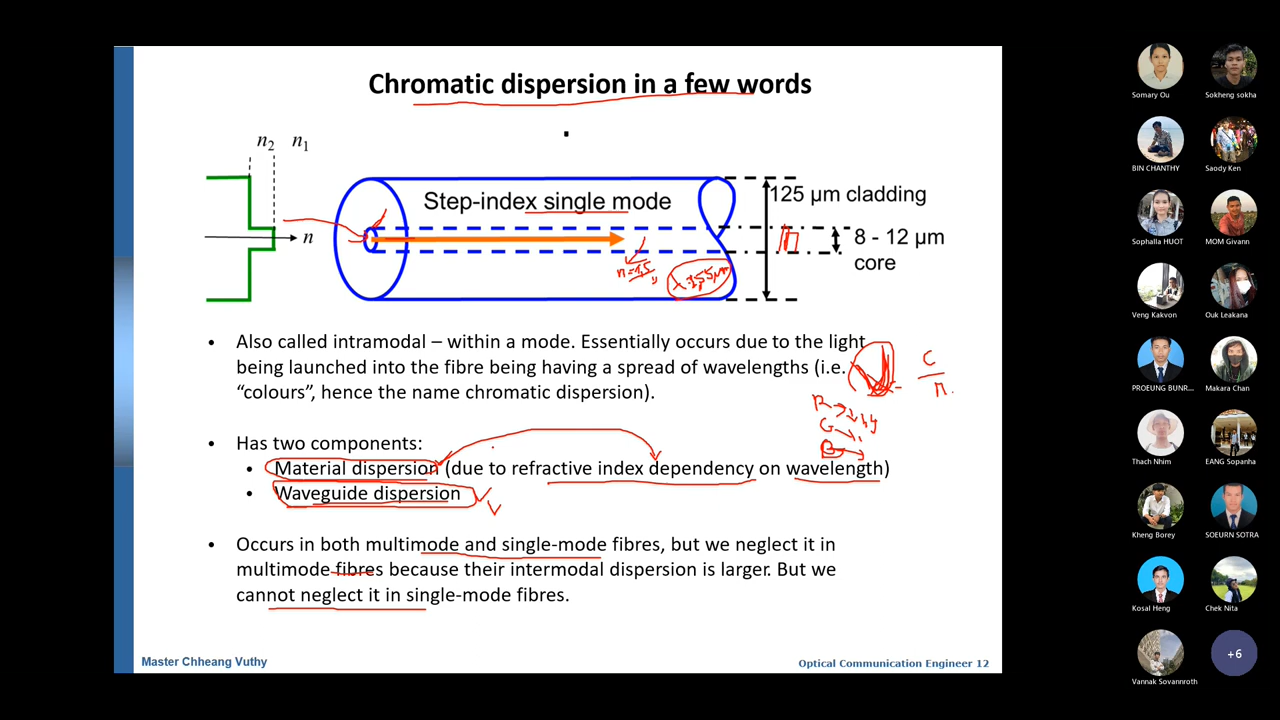 Chromatic dispersion in a few words
n2 n1
Step-index single mode
125 µm cladding
n
8 - 12 µm
core
n=1,5
1,55µm
• Also called intramodal – within a mode. Essentially occurs due to the light
being launched into the fibre being having a spread of wavelengths (i.e.
“colours”, hence the name chromatic dispersion).
C
n
R
G
B
• Has two components:
• Material dispersion (due to refractive index dependency on wavelength)
• Waveguide dispersion
• Occurs in both multimode and single-mode fibres, but we neglect it in
multimode fibres because their intermodal dispersion is larger. But we
cannot neglect it in single-mode fibres.
Master Chheang Vuthy
Optical Communication Engineer 12
Somary Ou
Sokheng sokha
BIN CHANTHY
Saody Ken
Sophalla HUOT
MOM Givann
Veng Kakvon
Ouk Leakana
PROEUNG BUNR...
Makara Chan
Thach Nhim
EANG Sopanha
Kheng Borey
SOEURN SOTRA
Kosal Heng
Chek Nita
Vannak Sovannroth
+6